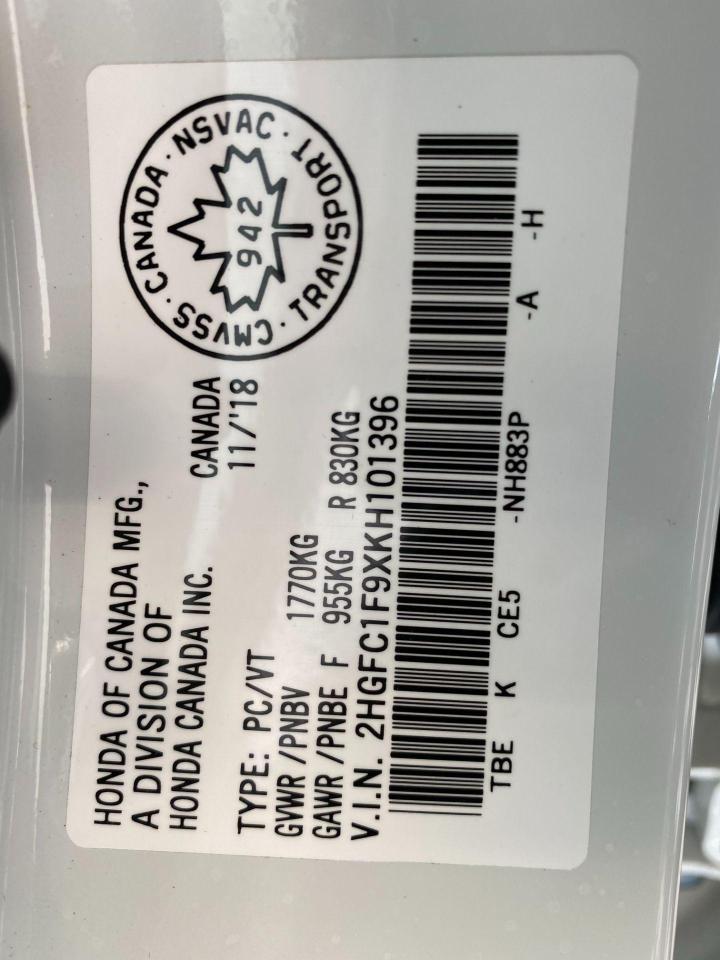 HONDA OF CANADA MFG.,
A DIVISION OF
HONDA CANADA INC.
CANADA
11/'18
CMVSS · CANADA · NSVAC · TRANSPORT ·
942
TYPE: PC/VT
GVWR /PNBV 1770KG
GAWR /PNBE F 955KG R 830KG
V.I.N. 2HGFC1F9XKH101396
TBE K CE5 -NH883P -A -H